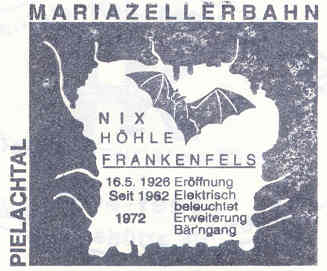 MARIAZELLERBAHN
PIELACHTAL
NIX
HÖHLE
FRANKENFELS
16.5. 1926 Eröffnung
Seit 1962 Elektrisch
beleuchtet
1972 Erweiterung
Bär'ngang